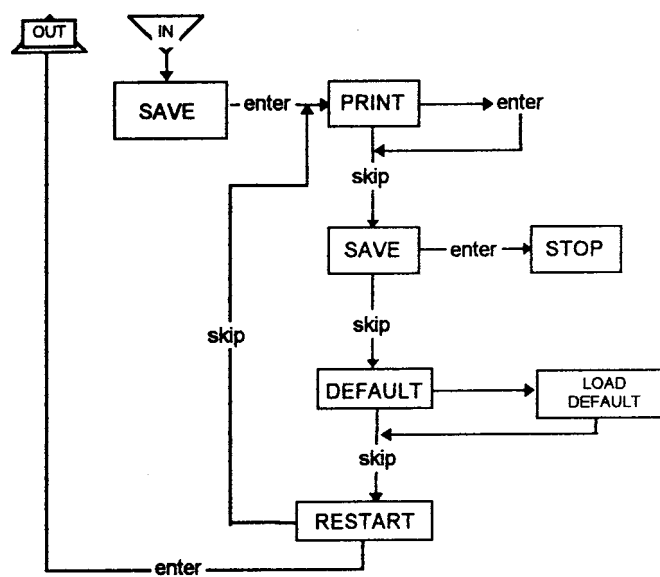 OUT
IN
SAVE
enter
PRINT
enter
skip
SAVE
enter
STOP
skip
skip
DEFAULT
LOAD
DEFAULT
skip
RESTART
enter